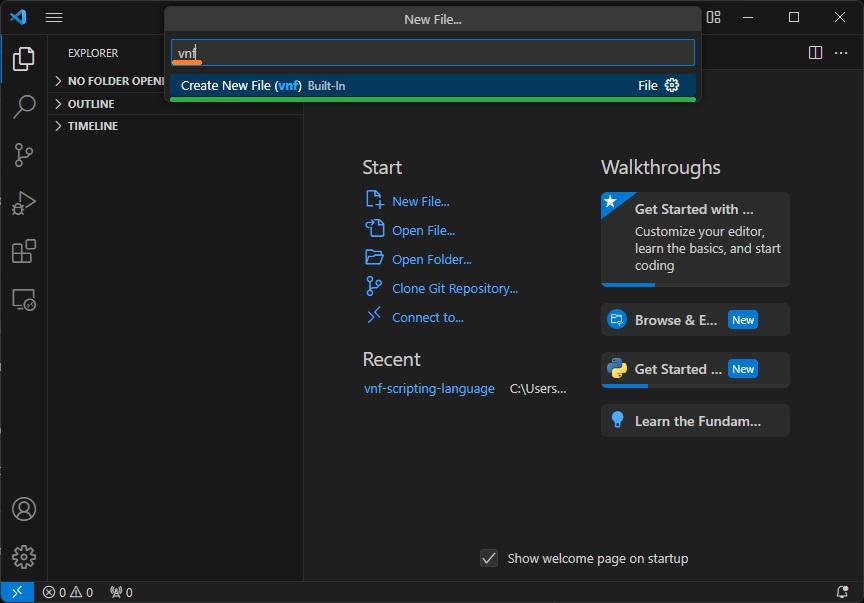 New File...
vnf
Create New File (vnf) Built-In File
EXPLORER
NO FOLDER OPEN
OUTLINE
TIMELINE
Start
New File...
Open File...
Open Folder...
Clone Git Repository...
Connect to...
Recent
vnf-scripting-language C:\Users...
Walkthroughs
Get Started with ...
Customize your editor,
learn the basics, and start
coding
Browse & E... New
Get Started ... New
Learn the Fundam...
Show welcome page on startup
0 0 0